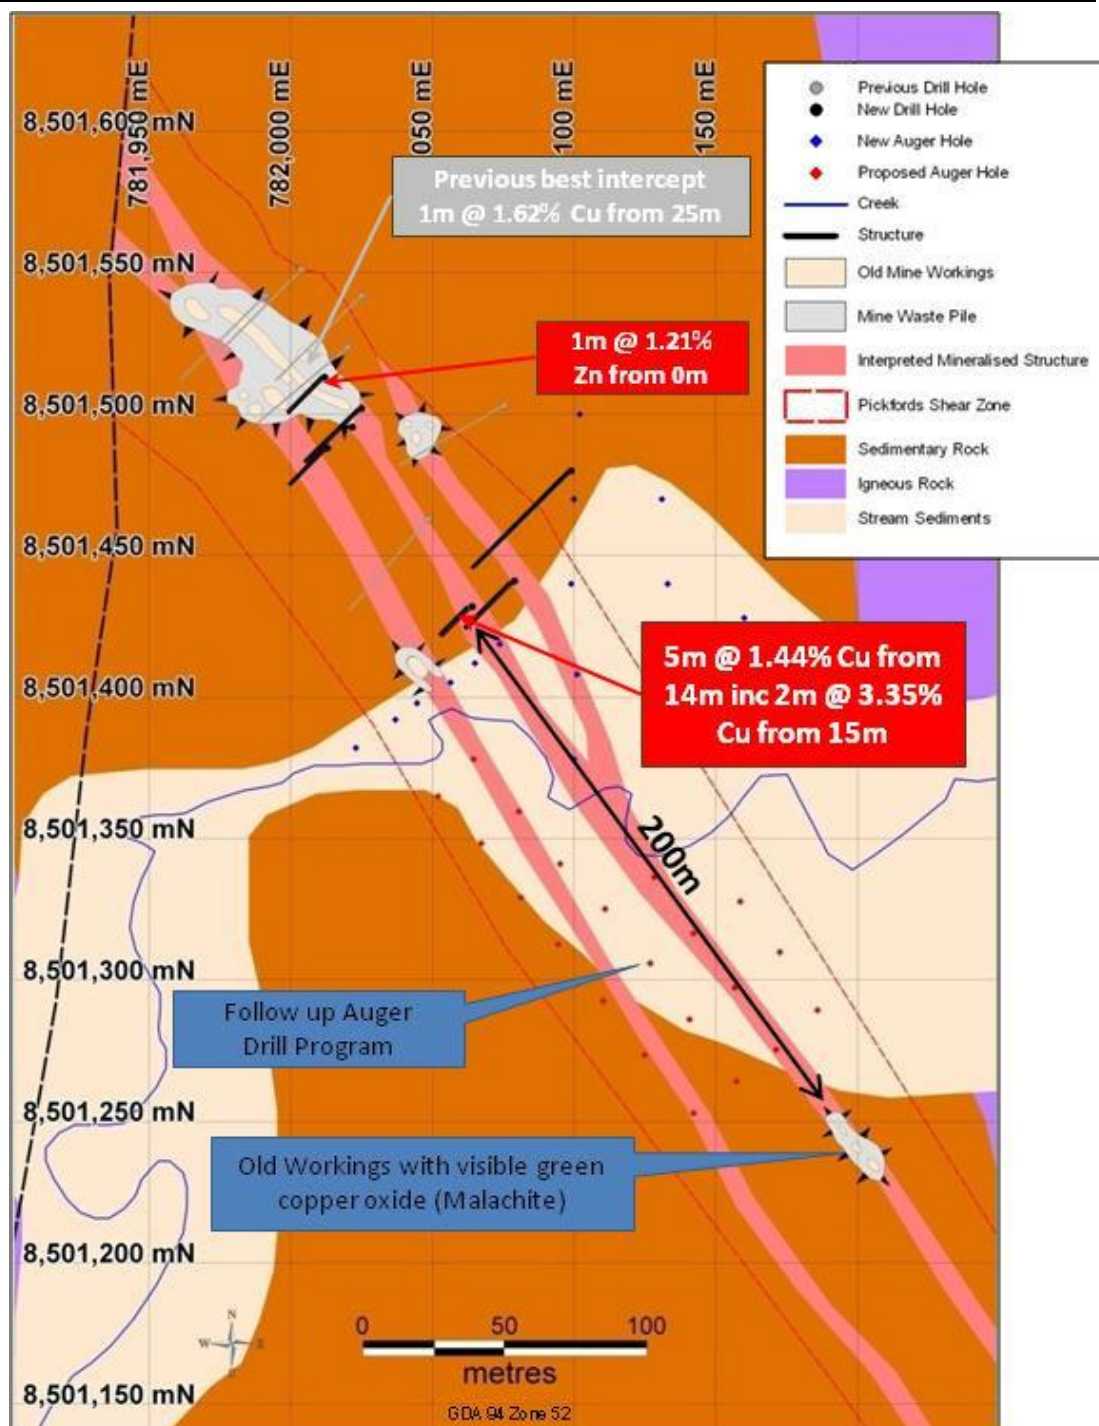 781,950 mE
782,000 mE
050 mE
100 mE
150 mE
8,501,600 mN
8,501,550 mN
8,501,500 mN
8,501,450 mN
8,501,400 mN
8,501,350 mN
8,501,300 mN
8,501,250 mN
8,501,200 mN
8,501,150 mN
Previous best intercept
1m @ 1.62% Cu from 25m
1m @ 1.21%
Zn from 0m
5m @ 1.44% Cu from
14m inc 2m @ 3.35%
Cu from 15m
200m
Follow up Auger
Drill Program
Old Workings with visible green
copper oxide (Malachite)
Previous Drill Hole
New Drill Hole
New Auger Hole
Proposed Auger Hole
Creek
Structure
Old Mine Workings
Mine Waste Pile
Interpreted Mineralised Structure
Pickfords Shear Zone
Sedimentary Rock
Igneous Rock
Stream Sediments
N
W
E
0 50 100
metres
GDA 94 Zone 52